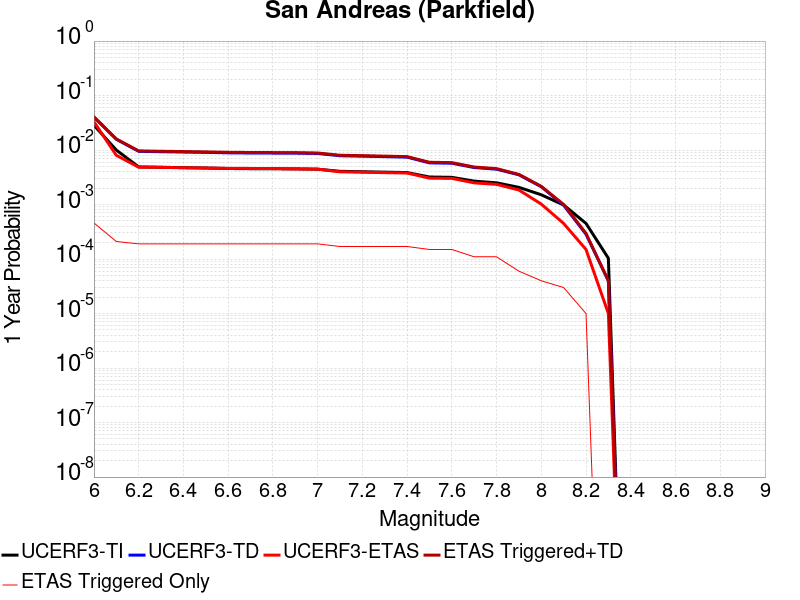 San Andreas (Parkfield)
10^0
10^-1
10^-2
10^-3
10^-4
10^-5
10^-6
10^-7
10^-8
1 Year Probability
6 6.2 6.4 6.6 6.8 7 7.2 7.4 7.6 7.8 8 8.2 8.4 8.6 8.8 9
Magnitude
UCERF3-TI UCERF3-TD UCERF3-ETAS ETAS Triggered+TD
ETAS Triggered Only